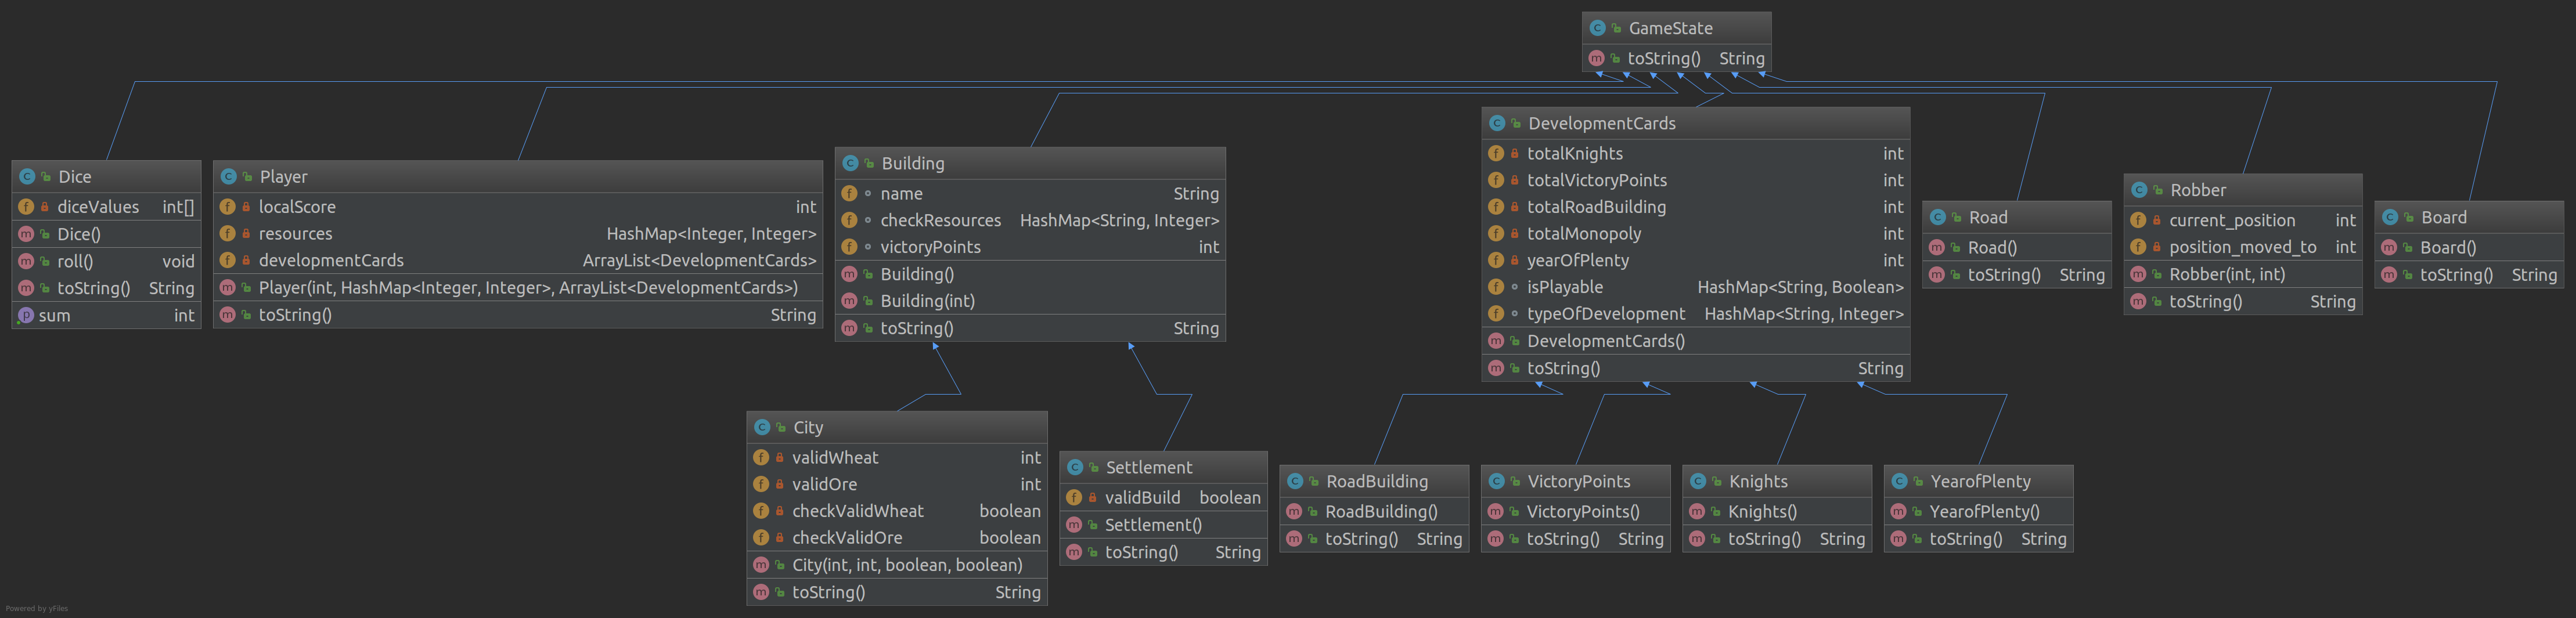 GameState
toString() String
Dice
diceValues int[]
Dice()
roll() void
toString() String
sum int
Player
localScore int
resources HashMap<Integer, Integer>
developmentCards ArrayList<DevelopmentCards>
Player(int, HashMap<Integer, Integer>, ArrayList<DevelopmentCards>)
toString() String
Building
name String
checkResources HashMap<String, Integer>
victoryPoints int
Building()
Building(int)
toString() String
DevelopmentCards
totalKnights int
totalVictoryPoints int
totalRoadBuilding int
totalMonopoly int
yearOfPlenty int
isPlayable HashMap<String, Boolean>
typeOfDevelopment HashMap<String, Integer>
DevelopmentCards()
toString() String
Road
Road()
toString() String
Robber
current_position int
position_moved_to int
Robber(int, int)
toString() String
Board
Board()
toString() String
City
validWheat int
validOre int
checkValidWheat boolean
checkValidOre boolean
City(int, int, boolean, boolean)
toString() String
Settlement
validBuild boolean
Settlement()
toString() String
RoadBuilding
RoadBuilding()
toString() String
VictoryPoints
VictoryPoints()
toString() String
Knights
Knights()
toString() String
YearofPlenty
YearofPlenty()
toString() String
Powered by yFiles